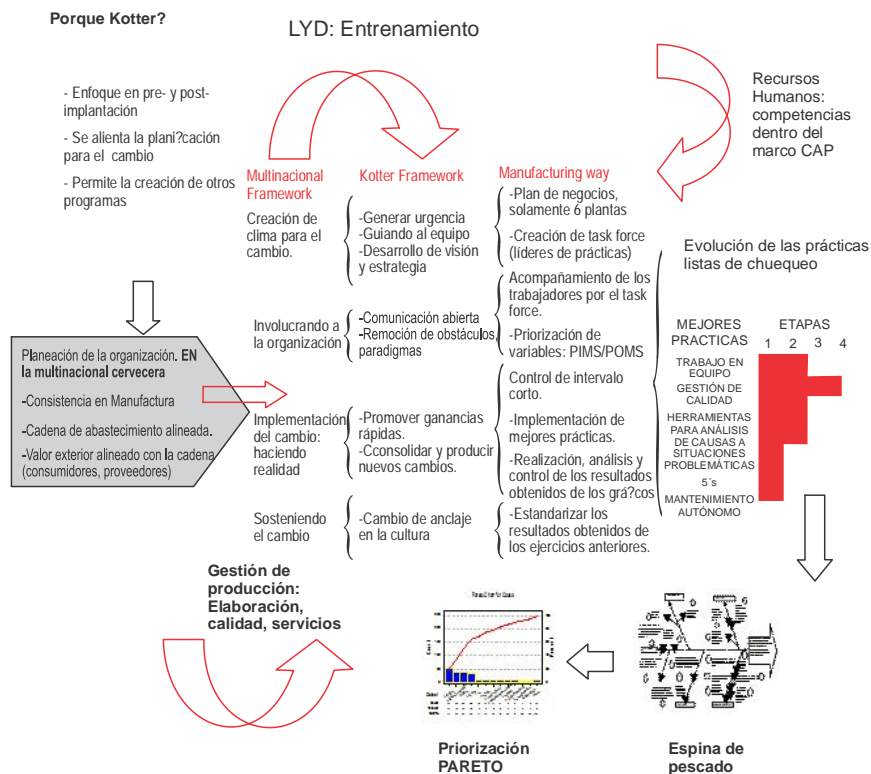 Porque Kotter?
LYD: Entrenamiento
- Enfoque en pre- y post-
implantación
- Se alienta la plani?cación
para el cambio
- Permite la creación de otros
programas
Recursos
Humanos:
competencias
dentro del
marco CAP
Multinacional
Framework
Kotter Framework
Manufacturing way
Creación de
clima para el
cambio.
-Generar urgencia
-Guiando al equipo
-Desarrollo de visión
y estrategia
-Plan de negocios,
solamente 6 plantas
-Creación de task force
(líderes de prácticas)
Involucrando a
la organización
-Comunicación abierta
-Remoción de obstáculos,
paradigmas
Acompañamiento de los
trabajadores por el task
force.
-Priorización de
variables: PIMS/POMS
Implementación
del cambio:
haciendo
realidad
-Promover ganancias
rápidas.
-Cconsolidar y producir
nuevos cambios.
Control de intervalo
corto.
-Implementación de
mejores prácticas.
-Realización, análisis y
control de los resultados
obtenidos de los grá?cos
Sosteniendo
el cambio
-Cambio de anclaje
en la cultura
-Estandarizar los
resultados obtenidos de
los ejercicios anteriores.
Planeación de la organización. EN
la multinacional cervecera
-Consistencia en Manufactura
-Cadena de abastecimiento alineada.
-Valor exterior alineado con la cadena
(consumidores, proveedores)
Evolución de las prácticas
listas de chuequeo
MEJORES
PRACTICAS
ETAPAS
1 2 3 4
TRABAJO EN
EQUIPO
GESTIÓN DE
CALIDAD
HERRAMIENTAS
PARA ANÁLISIS
DE CAUSAS A
SITUACIONES
PROBLEMÁTICAS
5´s
MANTENIMIENTO
AUTÓNOMO
Gestión de
producción:
Elaboración,
calidad, servicios
Priorización
PARETO
Espina de
pescado